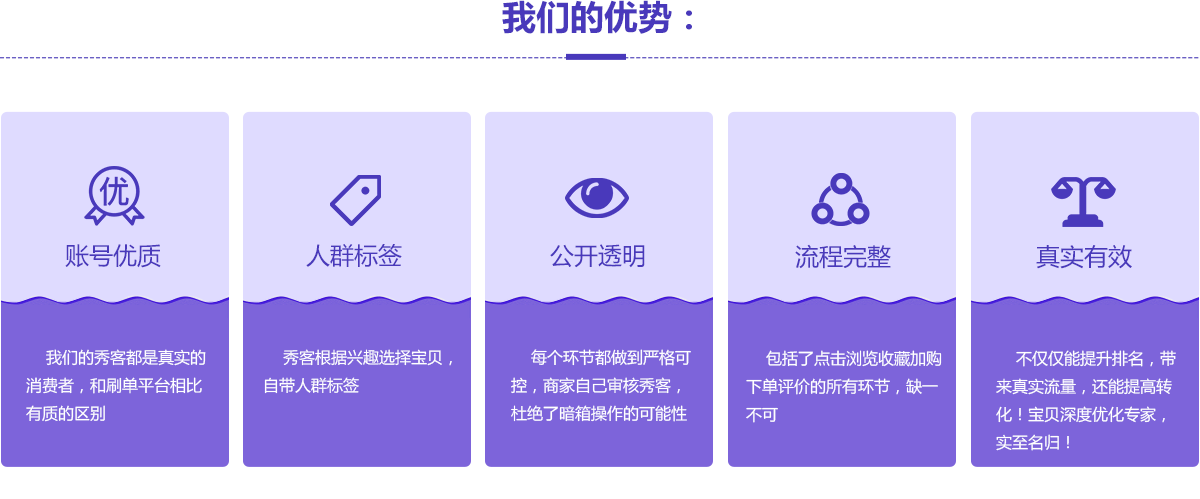 我们的优势：
优
账号优质
我们的秀客都是真实的
消费者，和刷单平台相比
有质的区别
人群标签
秀客根据兴趣选择宝贝，
自带人群标签
公开透明
每个环节都做到严格可
控，商家自己审核秀客，
杜绝了暗箱操作的可能性
流程完整
包括了点击浏览收藏加购
下单评价的所有环节，缺一
不可
真实有效
不仅仅能提升排名，带
来真实流量，还能提高转
化！宝贝深度优化专家，
实至名归！